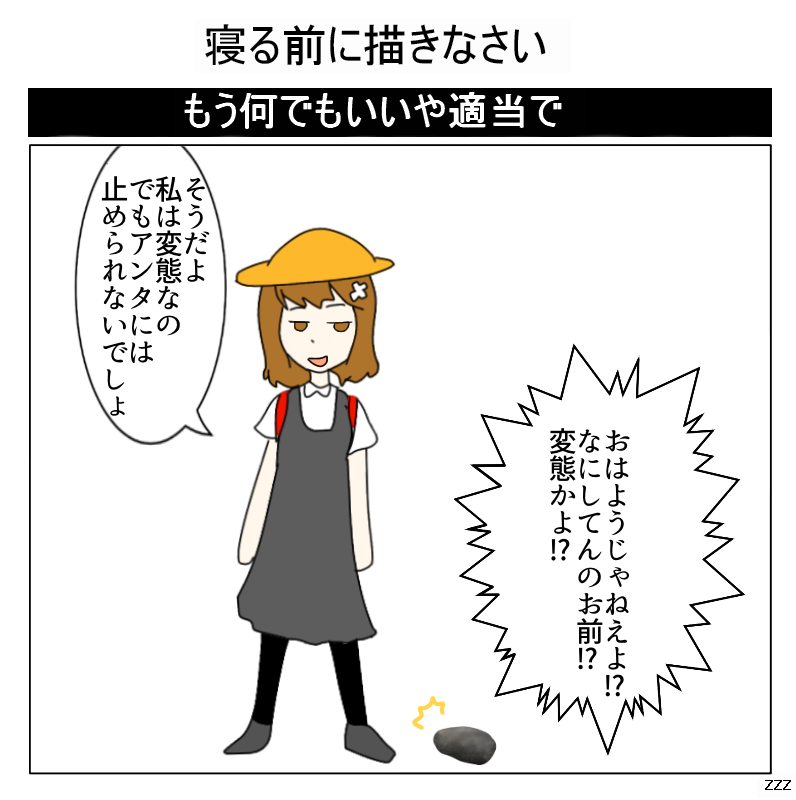 寝る前に描きなさい
もう何でもいいや適当で
おはようじゃねえよ!?
なにしてんのお前!?
変態かよ!?
そうだよ
私は変態なの
でもアンタには
止められないでしょ
zzz